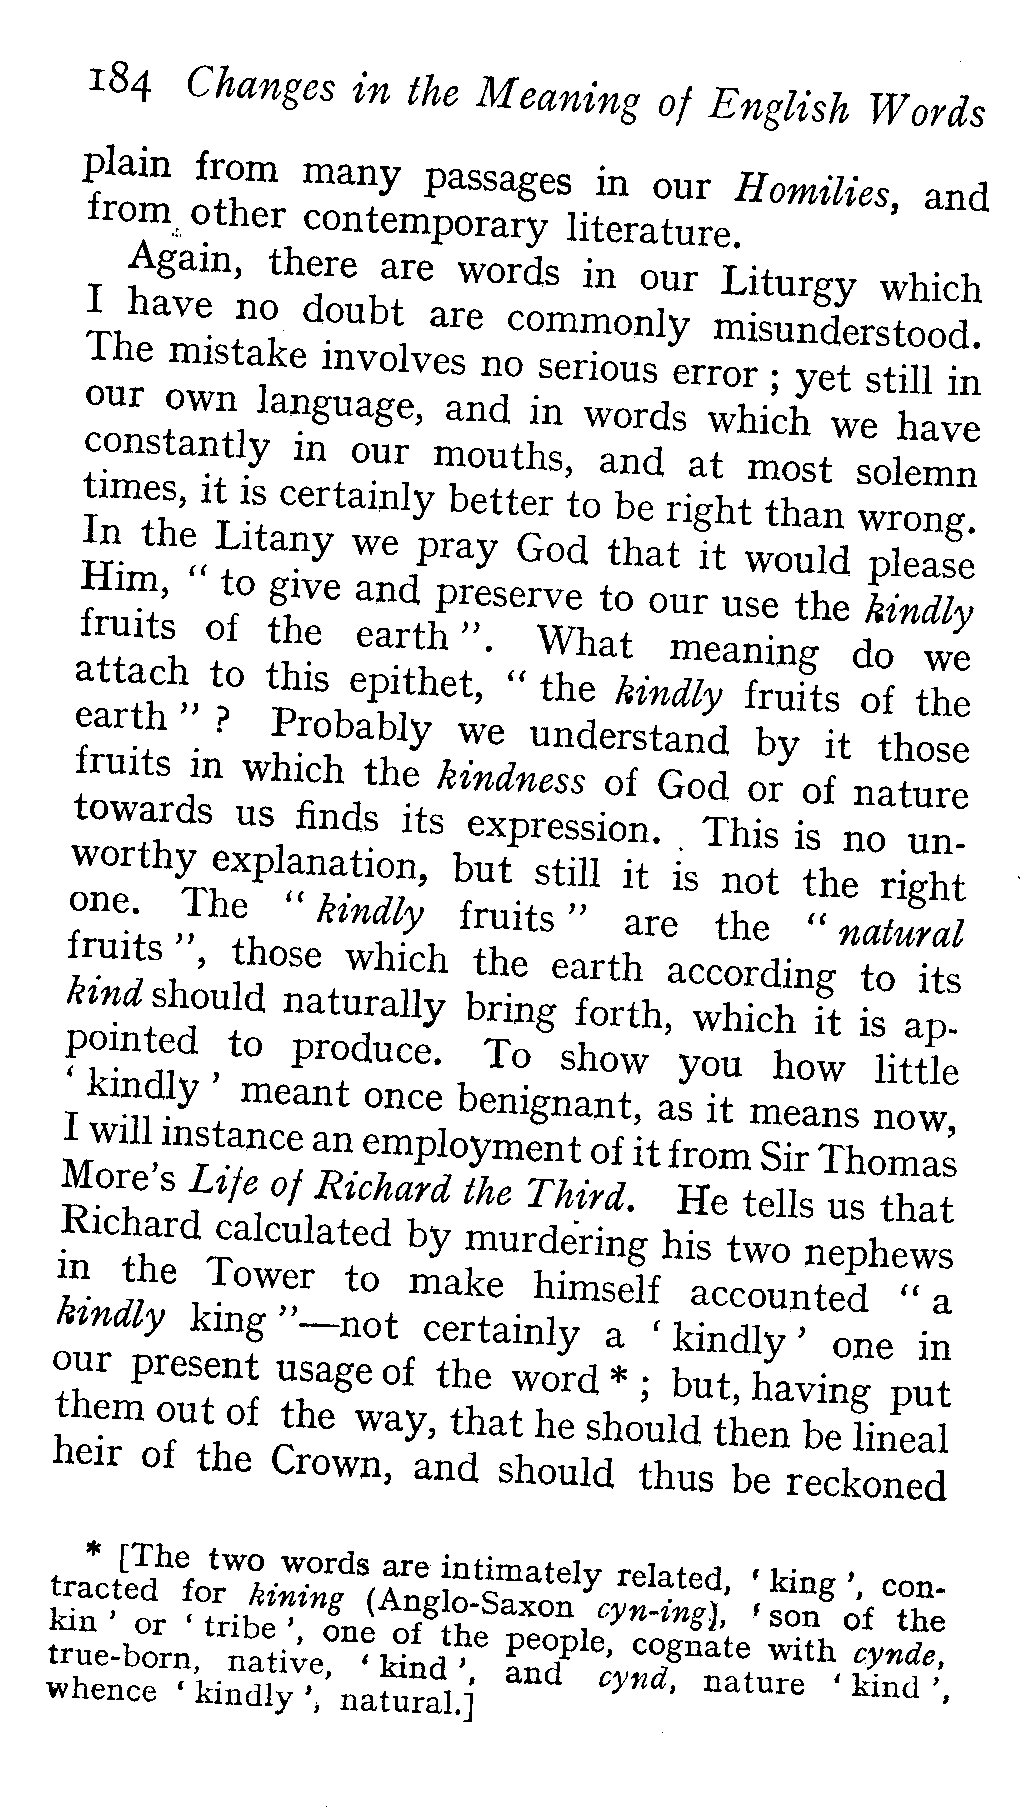 184 Changes in the Meaning of English Words
plain from many passages in our Homilies, and
from other contemporary literature.
Again, there are words in our Liturgy which
I have no doubt are commonly misunderstood.
The mistake involves no serious error ; yet still in
our own language, and in words which we have
constantly in our mouths, and at most solemn
times, it is certainly better to be right than wrong.
In the Litany we pray God that it would please
Him, “ to give and preserve to our use the kindly
fruits of the earth ”. What meaning do we
attach to this epithet, “ the kindly fruits of the
earth ” ? Probably we understand by it those
fruits in which the kindness of God or of nature
towards us finds its expression. This is no un-
worthy explanation, but still it is not the right
one. The “ kindly fruits ” are the “ natural
fruits ”, those which the earth according to its
kind should naturally bring forth, which it is ap-
pointed to produce. To show you how little
‘ kindly ’ meant once benignant, as it means now,
I will instance an employment of it from Sir Thomas
More’s Life of Richard the Third. He tells us that
Richard calculated by murdering his two nephews
in the Tower to make himself accounted “ a
kindly king ”—not certainly a ‘ kindly ’ one in
our present usage of the word * ; but, having put
them out of the way, that he should then be lineal
heir of the Crown, and should thus be reckoned
* [The two words are intimately related, ‘ king ’, con-
tracted for kining (Anglo-Saxon cyn-ing), ‘ son of the
kin ’ or ‘ tribe ’, one of the people, cognate with cynde,
true-born, native, ‘ kind ’, and cynd, nature ‘ kind ’,
whence ‘ kindly ’, natural.]